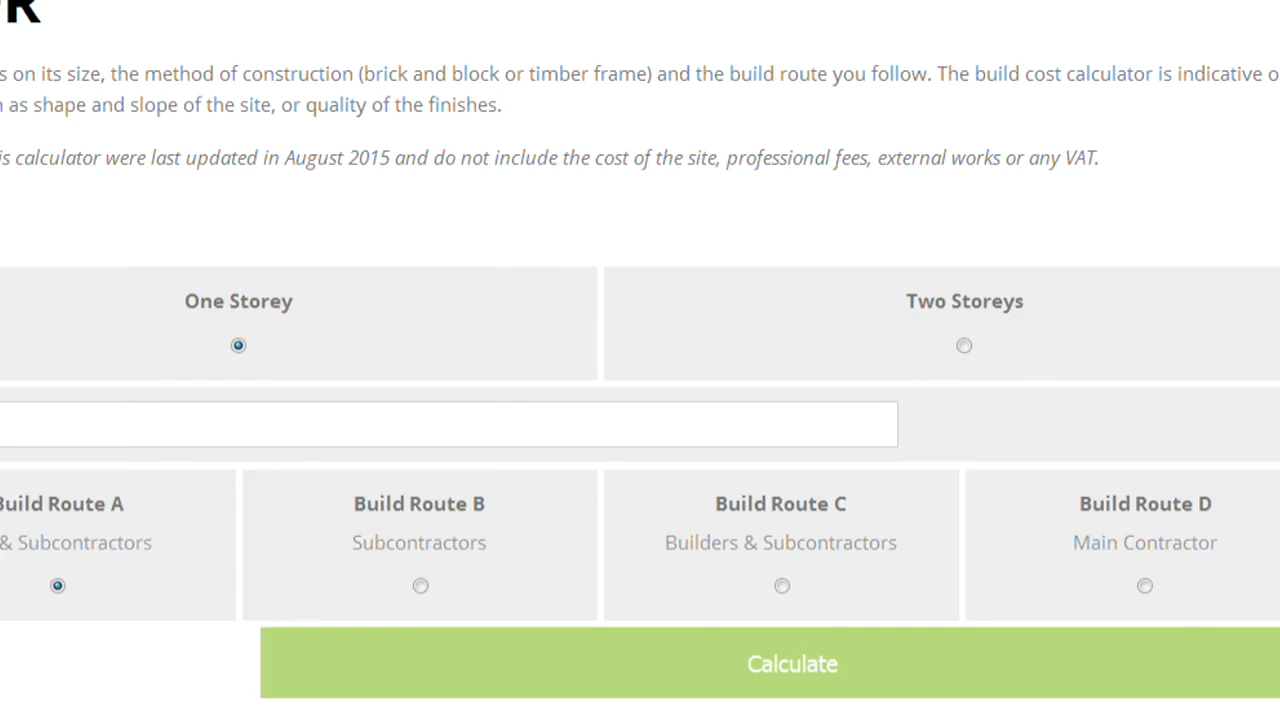 R
s on its size, the method of construction (brick and block or timber frame) and the build route you follow. The build cost calculator is indicative o
as shape and slope of the site, or quality of the finishes.
is calculator were last updated in August 2015 and do not include the cost of the site, professional fees, external works or any VAT.
One Storey Two Storeys
Build Route A Build Route B Build Route C Build Route D
& Subcontractors Subcontractors Builders & Subcontractors Main Contractor
Calculate